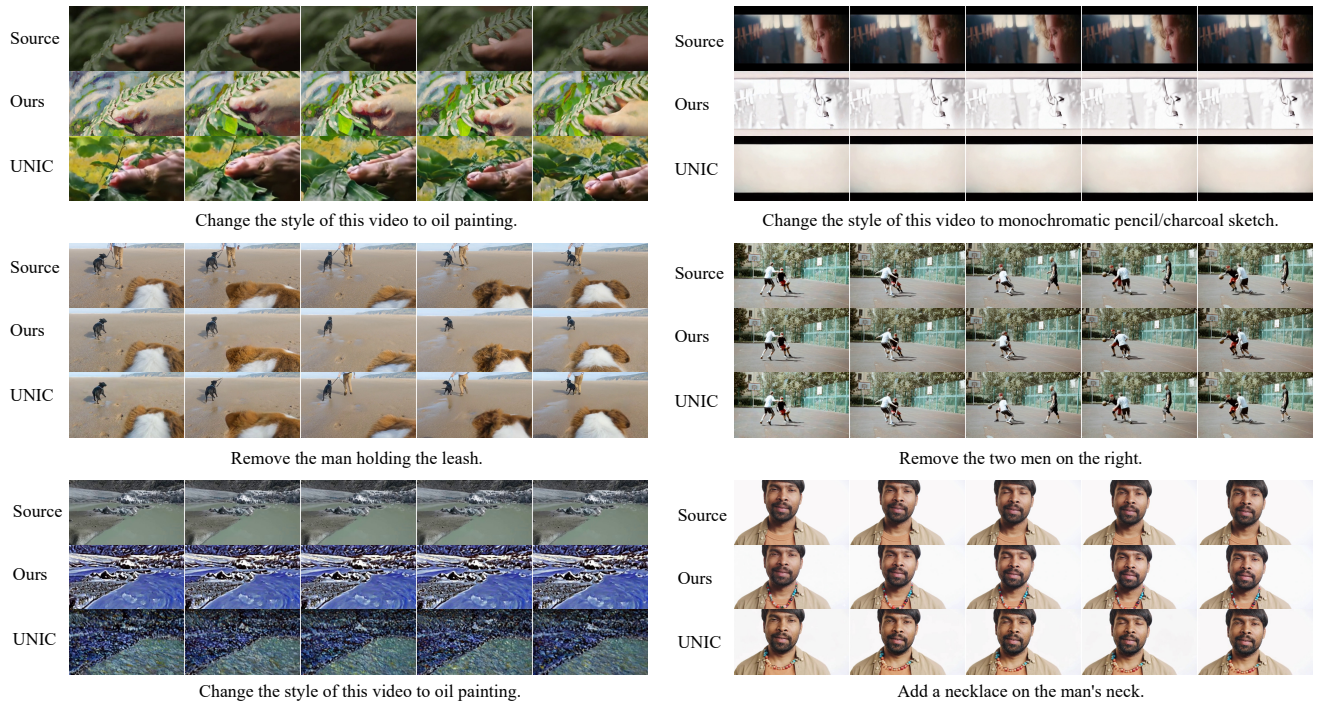 Source
Ours
UNIC
Change the style of this video to oil painting.
Source
Ours
UNIC
Change the style of this video to monochromatic pencil/charcoal sketch.
Source
Ours
UNIC
Remove the man holding the leash.
Source
Ours
UNIC
Remove the two men on the right.
Source
Ours
UNIC
Change the style of this video to oil painting.
Source
Ours
UNIC
Add a necklace on the man's neck.